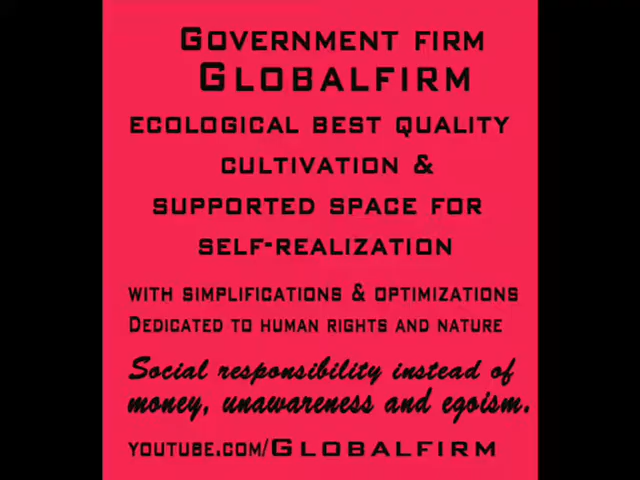 Government firm
Globalfirm
ecological best quality
cultivation &
supported space for
self-realization
with simplifications & optimizations
Dedicated to human rights and nature
Social responsibility instead of
money, unawareness and egoism.
youtube.com/Globalfirm